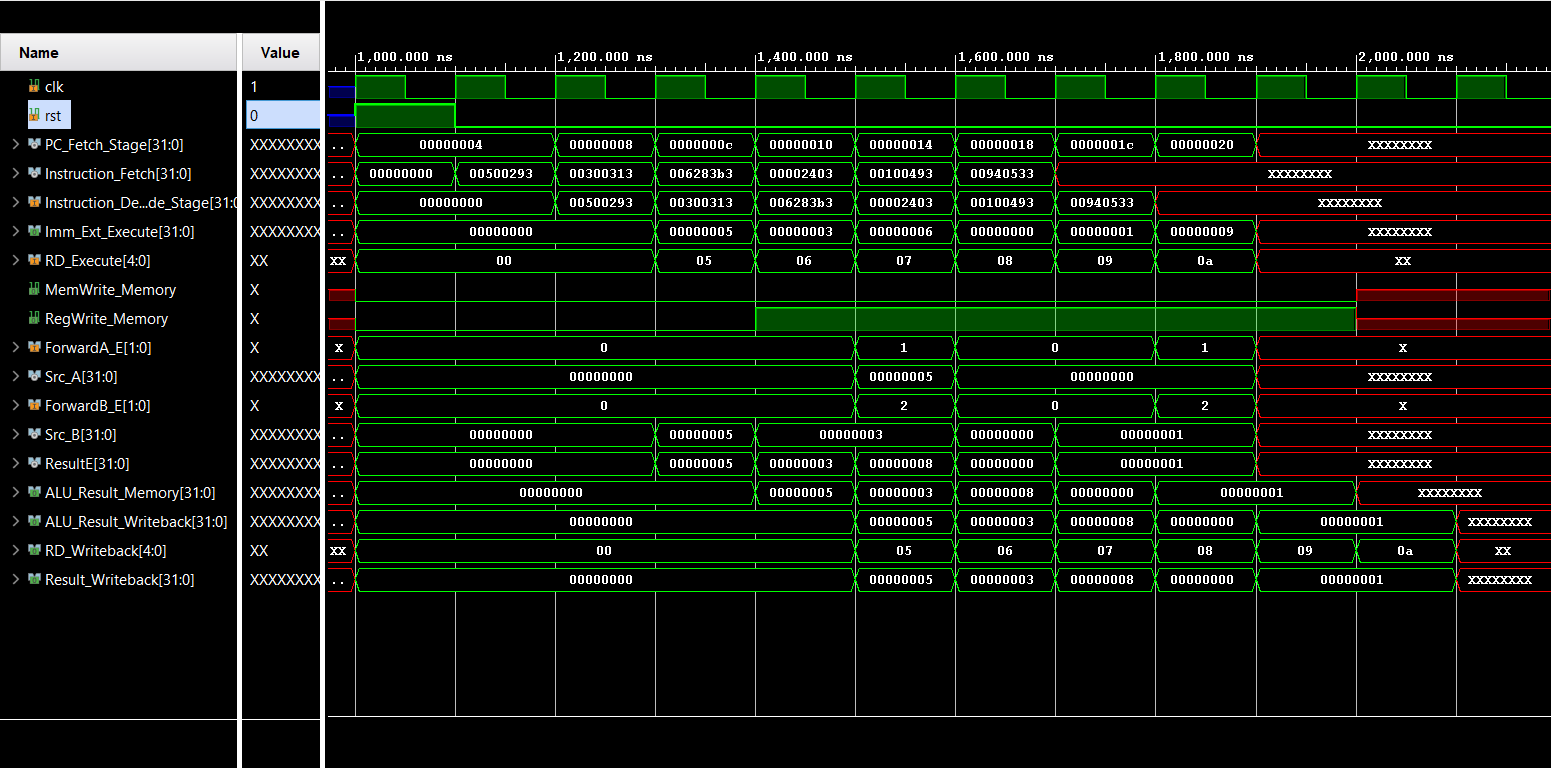 Name Value 1,000.000 ns 1,200.000 ns 1,400.000 ns 1,600.000 ns 1,800.000 ns 2,000.000 ns
clk 1
rst 0
PC_Fetch_Stage[31:0] XXXXXXXX .. 00000004 00000008 0000000c 00000010 00000014 00000018 0000001c 00000020 XXXXXXXX
Instruction_Fetch[31:0] XXXXXXXX .. 00000000 00500293 00300313 006283b3 00002403 00100493 00940533 XXXXXXXX
Instruction_De...de_Stage[31:0 XXXXXXXX .. 00000000 00500293 00300313 006283b3 00002403 00100493 00940533 XXXXXXXX
Imm_Ext_Execute[31:0] XXXXXXXX .. 00000000 00000005 00000003 00000006 00000000 00000001 00000009 XXXXXXXX
RD_Execute[4:0] XX XX 00 05 06 07 08 09 0a XX
MemWrite_Memory X
RegWrite_Memory X
ForwardA_E[1:0] X X 0 1 0 1 X
Src_A[31:0] XXXXXXXX .. 00000000 00000005 00000000 XXXXXXXX
ForwardB_E[1:0] X X 0 2 0 2 X
Src_B[31:0] XXXXXXXX .. 00000000 00000005 00000003 00000000 00000001 XXXXXXXX
ResultE[31:0] XXXXXXXX .. 00000000 00000005 00000003 00000008 00000000 00000001 XXXXXXXX
ALU_Result_Memory[31:0] XXXXXXXX .. 00000000 00000005 00000003 00000008 00000000 00000001 XXXXXXXX
ALU_Result_Writeback[31:0] XXXXXXXX .. 00000000 00000005 00000003 00000008 00000000 00000001 XXXXXXXX
RD_Writeback[4:0] XX XX 00 05 06 07 08 09 0a XX
Result_Writeback[31:0] XXXXXXXX .. 00000000 00000005 00000003 00000008 00000000 00000001 XXXXXXXX